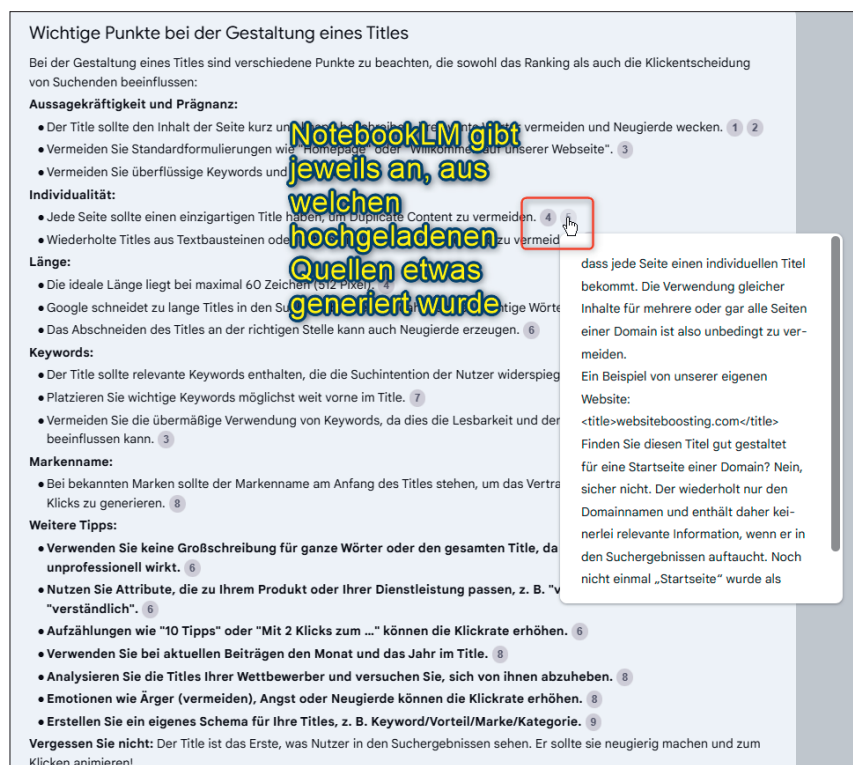 Wichtige Punkte bei der Gestaltung eines Titles
Bei der Gestaltung eines Titles sind verschiedene Punkte zu beachten, die sowohl das Ranking als auch die Klickentscheidung
von Suchenden beeinflussen:
Aussagekräftigkeit und Prägnanz:
• Der Title sollte den Inhalt der Seite kurz vermeiden und Neugierde wecken. 1 2
• Vermeiden Sie Standardformulierungen wie "Homepage" oder "Willkommen auf unserer Webseite". 3
• Vermeiden Sie überflüssige Keywords und
Individualität:
• Jede Seite sollte einen einzigartigen Title haben, um Duplicate Content zu vermeiden. 4 5
• Wiederholte Titles aus Textbausteinen zu
Länge:
• Die ideale Länge liegt bei maximal 60 Zeichen (512 Pixel). 4
• Google schneidet zu lange Titles in den
• Das Abschneiden des Titles an der richtigen Stelle kann auch Neugierde erzeugen. 6
Keywords:
• Der Title sollte relevante Keywords enthalten, die die Suchintention der Nutzer widerspieg
• Platzieren Sie wichtige Keywords möglichst weit vorne im Title. 7
• Vermeiden Sie die übermäßige Verwendung von Keywords, da dies die Lesbarkeit und der
beeinflussen kann. 3
Markenname:
• Bei bekannten Marken sollte der Markenname am Anfang des Titles stehen, um das Vertra
Klicks zu generieren. 8
Weitere Tipps:
• Verwenden Sie keine Großschreibung für ganze Wörter oder den gesamten Title, da
unprofessionell wirkt. 6
• Nutzen Sie Attribute, die zu Ihrem Produkt oder Ihrer Dienstleistung passen, z. B. "v
"verständlich". 6
• Aufzählungen wie "10 Tipps" oder "Mit 2 Klicks zum ..." können die Klickrate erhöhen. 6
• Verwenden Sie bei aktuellen Beiträgen den Monat und das Jahr im Title. 8
• Analysieren Sie die Titles Ihrer Wettbewerber und versuchen Sie, sich von ihnen abzuheben. 8
• Emotionen wie Ärger (vermeiden), Angst oder Neugierde können die Klickrate erhöhen. 8
• Erstellen Sie ein eigenes Schema für Ihre Titles, z. B. Keyword/Vorteil/Marke/Kategorie. 9
Vergessen Sie nicht: Der Title ist das Erste, was Nutzer in den Suchergebnissen sehen. Er sollte sie neugierig machen und zum
Klicken animieren!
NotebookLM gibt
jeweils an, aus
welchen
hochgeladenen
Quellen etwas
generiert wurde
dass jede Seite einen individuellen Titel
bekommt. Die Verwendung gleicher
Inhalte für mehrere oder gar alle Seiten
einer Domain ist also unbedingt zu ver-
meiden.
Ein Beispiel von unserer eigenen
Website:
<title>websiteboosting.com</title>
Finden Sie diesen Titel gut gestaltet
für eine Startseite einer Domain? Nein,
sicher nicht. Der wiederholt nur den
Domainnamen und enthält daher kei-
nerlei relevante Information, wenn er in
den Suchergebnissen auftaucht. Noch
nicht einmal „Startseite" wurde als